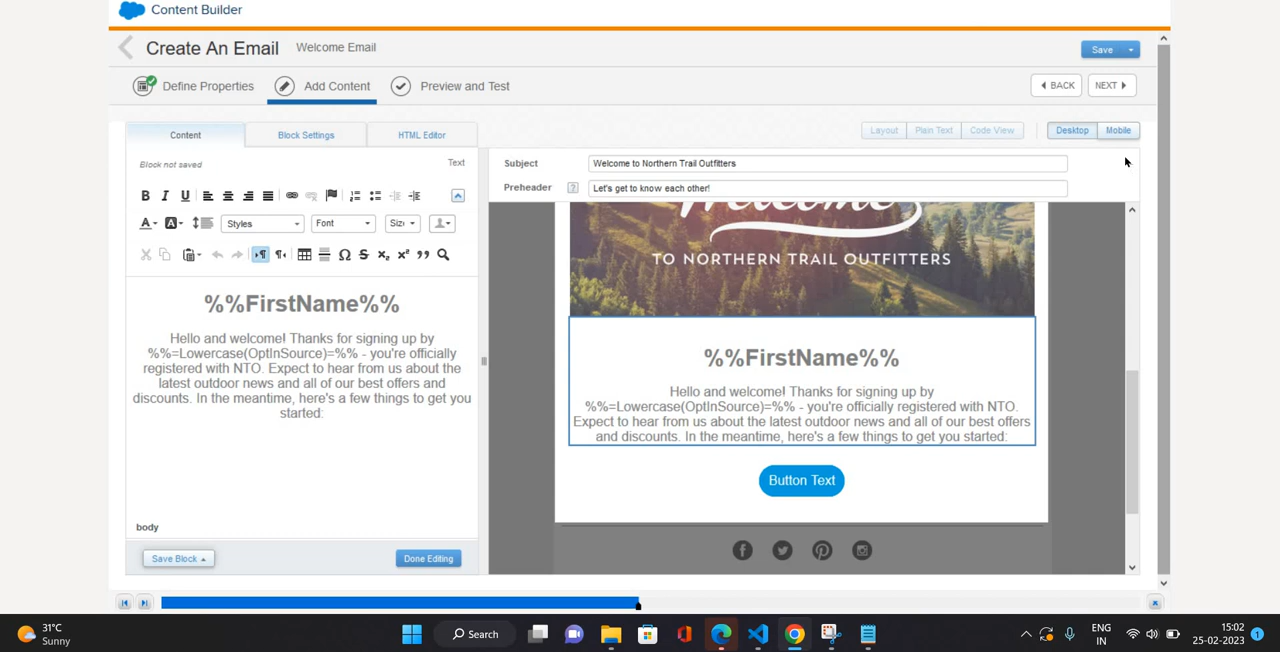 Content Builder
Create An Email Welcome Email
Save
Define Properties Add Content Preview and Test
BACK NEXT
Content Block Settings HTML Editor
Layout Plain Text Code View Desktop Mobile
Block not saved Text
Subject Welcome to Northern Trail Outfitters
Preheader ? Let's get to know each other!
B I U
A A Styles Font Siz
Ω S x₂ x²
Welcome
TO NORTHERN TRAIL OUTFITTERS
%%FirstName%%
Hello and welcome! Thanks for signing up by
%%=Lowercase(OptInSource)=%% - you're officially
registered with NTO. Expect to hear from us about the
latest outdoor news and all of our best offers and
discounts. In the meantime, here's a few things to get you
started:
body
Save Block Done Editing
%%FirstName%%
Hello and welcome! Thanks for signing up by
%%=Lowercase(OptInSource)=%% - you're officially registered with NTO.
Expect to hear from us about the latest outdoor news and all of our best offers
and discounts. In the meantime, here's a few things to get you started:
Button Text
31°C
Sunny
Search
ENG
IN
15:02
25-02-2023
1